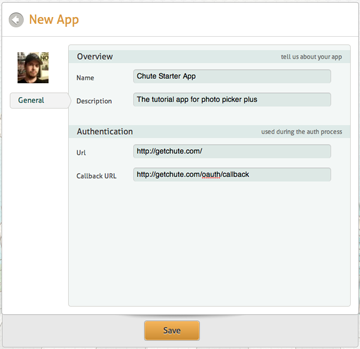 New App
Overview tell us about your app
Name Chute Starter App
General
Description The tutorial app for photo picker plus
Authentication used during the auth process
Url http://getchute.com/
Callback URL http://getchute.com/oauth/callback
Save